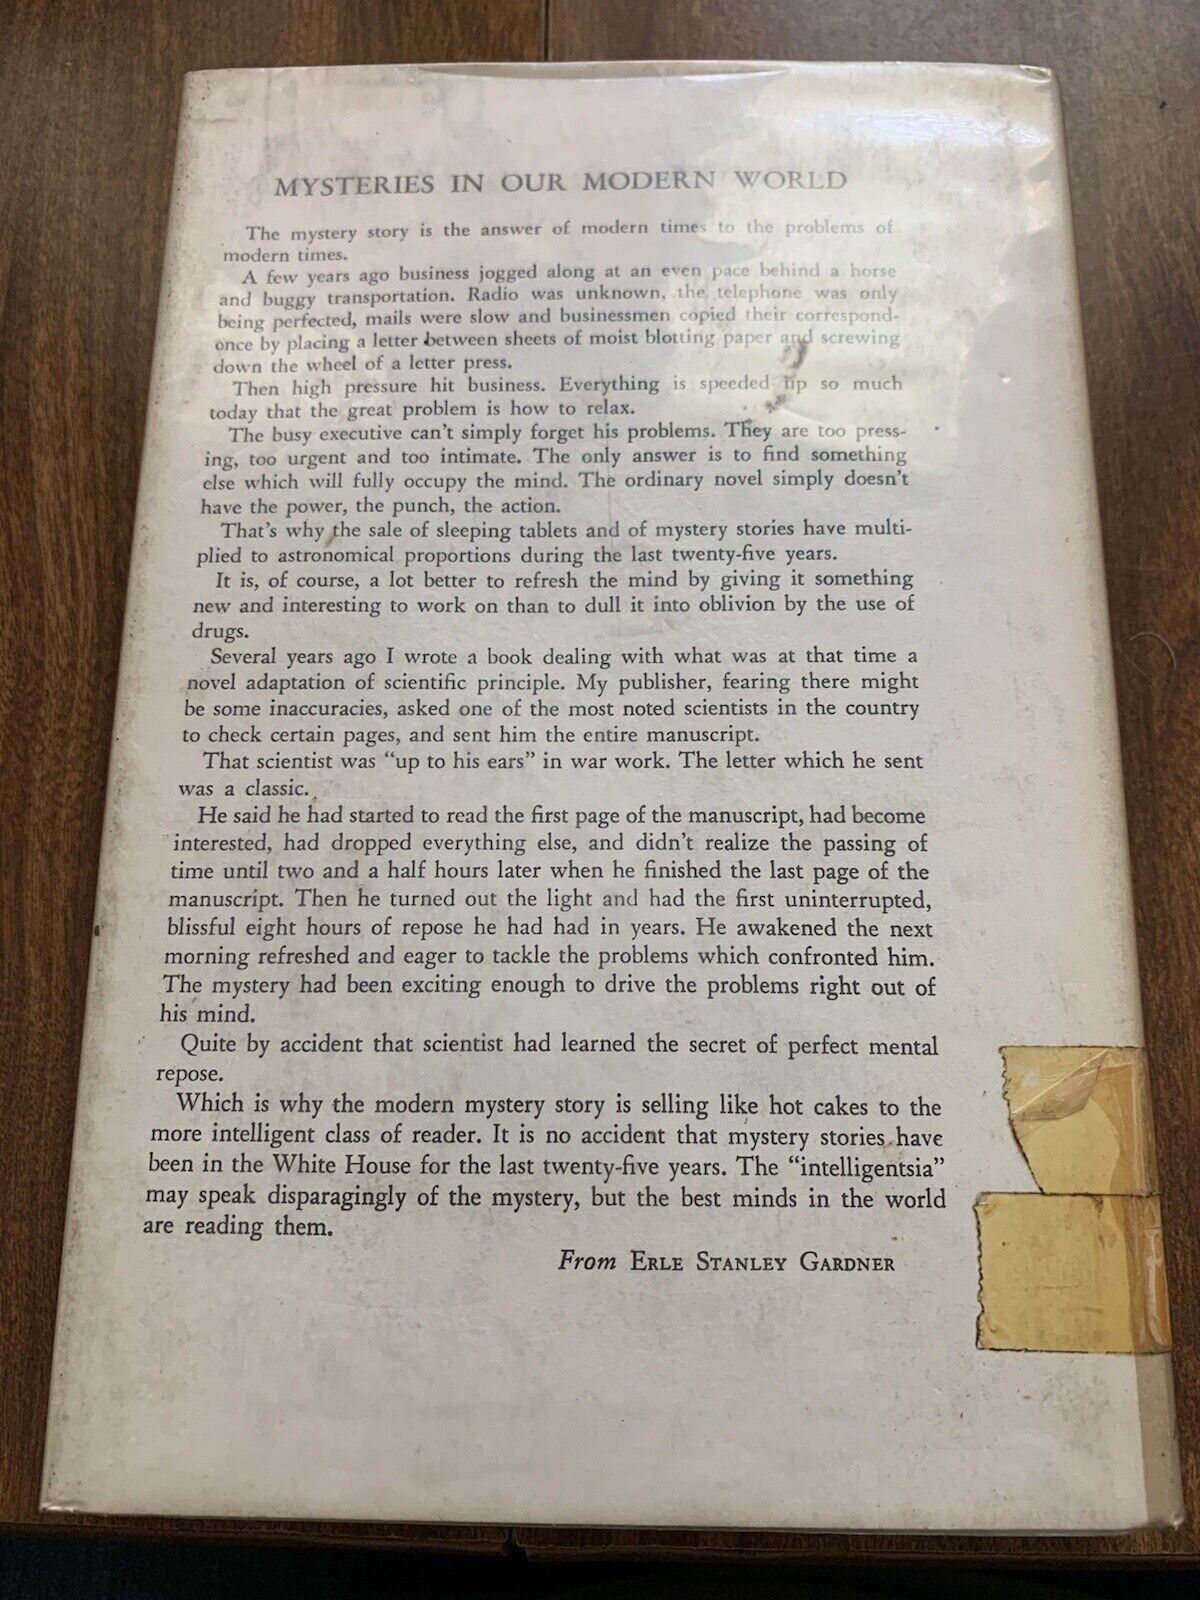 MYSTERIES IN OUR MODERN WORLD
The mystery story is the answer of modern times to the problems of
modern times.
A few years ago business jogged along at an even pace behind a horse
and buggy transportation. Radio was unknown, the telephone was only
being perfected, mails were slow and businessmen copied their correspond-
once by placing a letter between sheets of moist blotting paper and screwing
down the wheel of a letter press.
Then high pressure hit business. Everything is speeded up so much
today that the great problem is how to relax.
The busy executive can't simply forget his problems. They are too press-
ing, too urgent and too intimate. The only answer is to find something
else which will fully occupy the mind. The ordinary novel simply doesn't
have the power, the punch, the action.
That's why the sale of sleeping tablets and of mystery stories have multi-
plied to astronomical proportions during the last twenty-five years.
It is, of course, a lot better to refresh the mind by giving it something
new and interesting to work on than to dull it into oblivion by the use of
drugs.
Several years ago I wrote a book dealing with what was at that time a
novel adaptation of scientific principle. My publisher, fearing there might
be some inaccuracies, asked one of the most noted scientists in the country
to check certain pages, and sent him the entire manuscript.
That scientist was "up to his ears" in war work. The letter which he sent
was a classic.
He said he had started to read the first page of the manuscript, had become
interested, had dropped everything else, and didn't realize the passing of
time until two and a half hours later when he finished the last page of the
manuscript. Then he turned out the light and had the first uninterrupted,
blissful eight hours of repose he had had in years. He awakened the next
morning refreshed and eager to tackle the problems which confronted him.
The mystery had been exciting enough to drive the problems right out of
his mind.
Quite by accident that scientist had learned the secret of perfect mental
repose.
Which is why the modern mystery story is selling like hot cakes to the
more intelligent class of reader. It is no accident that mystery stories have
been in the White House for the last twenty-five years. The "intelligentsia"
may speak disparagingly of the mystery, but the best minds in the world
are reading them.
From ERLE STANLEY GARDNER